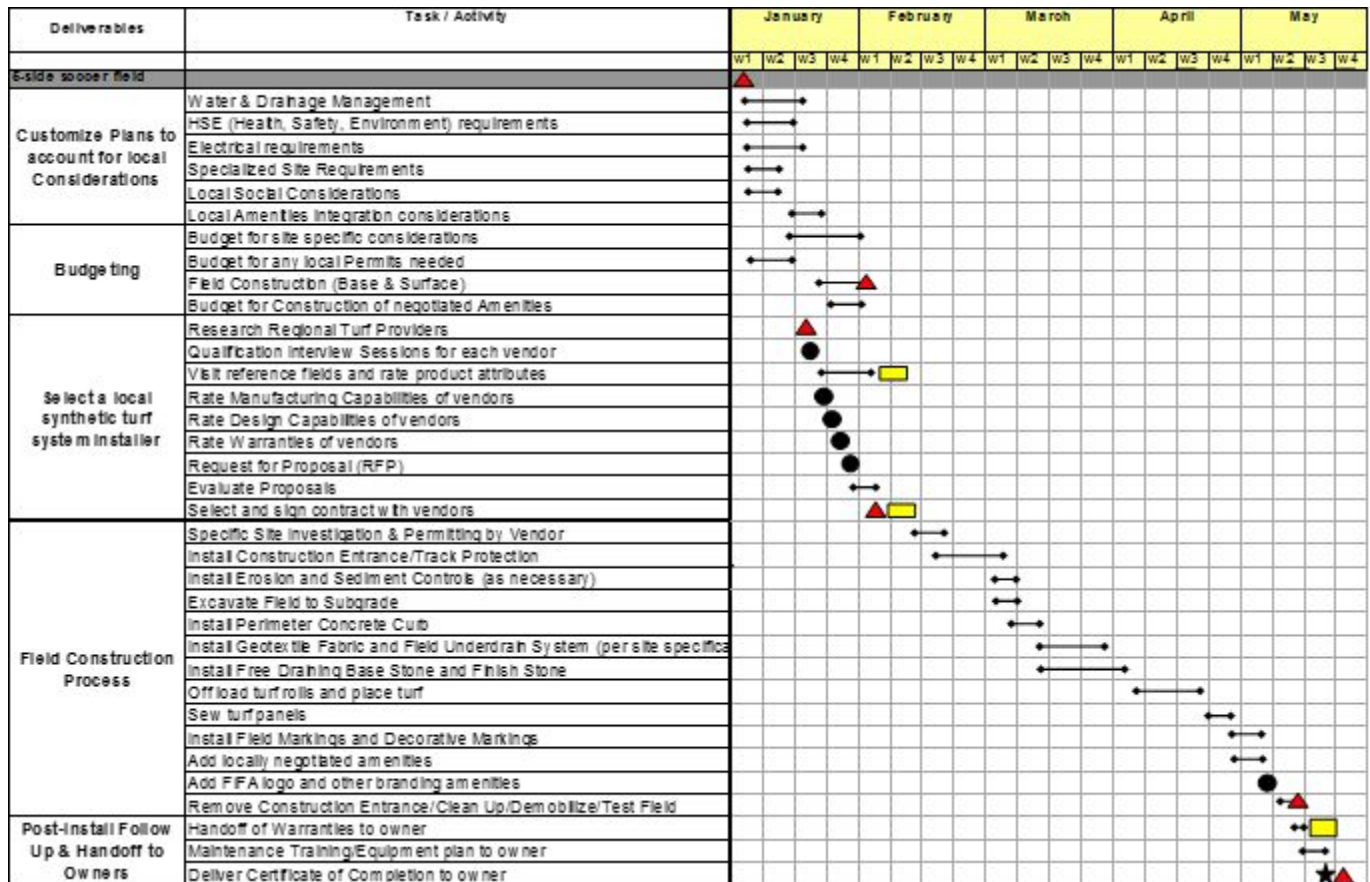 Deliverables Task / Activity January February March April May
w1 w2 w3 w4 w1 w2 w3 w4 w1 w2 w3 w4 w1 w2 w3 w4 w1 w2 w3 w4
5-side soccer field
Customize Plans to
account for local
Considerations
Water & Drainage Management
HSE (Health, Safety, Environment) requirements
Electrical requirements
Specialized Site Requirements
Local Social Considerations
Local Amenities Integration considerations
Budgeting
Budget for site specific considerations
Budget for any local Permits needed
Field Construction (Base & Surface)
Budget for Construction of negotiated Amenities
Select a local
synthetic turf
system installer
Research Regional Turf Providers
Qualification Interview Sessions for each vendor
Visit reference fields and rate product attributes
Rate Manufacturing Capabilities of vendors
Rate Design Capabilities of vendors
Rate Warranties of vendors
Request for Proposal (RFP)
Evaluate Proposals
Select and sign contract with vendors
Field Construction
Process
Specific Site Investigation & Permitting by Vendor
Install Construction Entrance/Track Protection
Install Erosion and Sediment Controls (as necessary)
Excavate Field to Subgrade
Install Perimeter Concrete Curb
Install Geotextile Fabric and Field Underdrain System (per site specifica
Install Free Draining Base Stone and Finish Stone
Offload turf rolls and place turf
Sew turf panels
Install Field Markings and Decorative Markings
Add locally negotiated amenities
Add FIFA logo and other branding amenities
Remove Construction Entrance/Clean Up/Demobilize/Test Field
Post-Install Follow
Up & Handoff to
Owners
Handoff of Warranties to owner
Maintenance Training/Equipment plan to owner
Deliver Certificate of Completion to owner